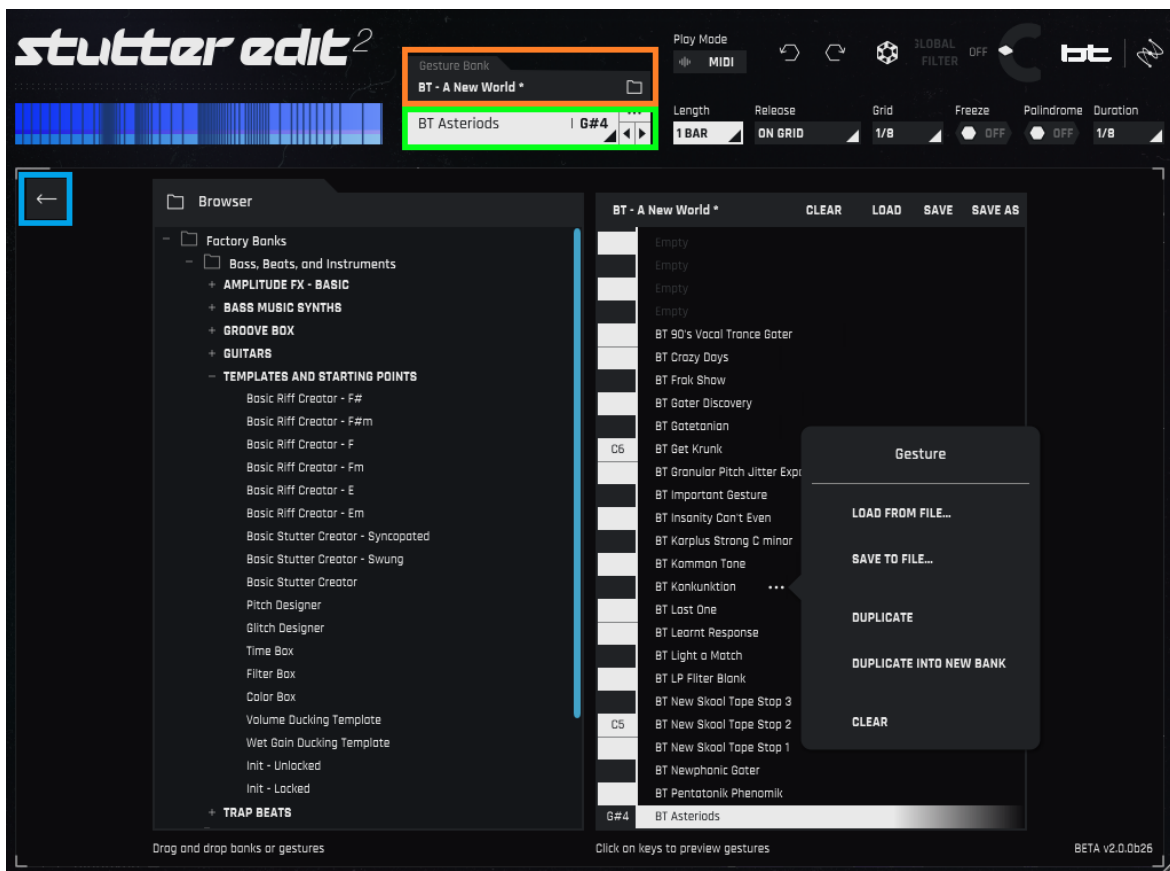 stutter edit 2
Gesture Bank
BT - A New World *
BT Asteriods | G#4
Play Mode
MIDI
GLOBAL FILTER OFF
bt
Length Release Grid Freeze Palindrome Duration
1 BAR ON GRID 1/8 OFF OFF 1/8
Browser
Factory Banks
Bass, Beats, and Instruments
+ AMPLITUDE FX - BASIC
+ BASS MUSIC SYNTHS
+ GROOVE BOX
+ GUITARS
- TEMPLATES AND STARTING POINTS
Basic Riff Creator - F#
Basic Riff Creator - F#m
Basic Riff Creator - F
Basic Riff Creator - Fm
Basic Riff Creator - E
Basic Riff Creator - Em
Basic Stutter Creator - Syncopated
Basic Stutter Creator - Swung
Basic Stutter Creator
Pitch Designer
Glitch Designer
Time Box
Filter Box
Color Box
Volume Ducking Template
Wet Gain Ducking Template
Init - Unlocked
Init - Locked
+ TRAP BEATS
Drag and drop banks or gestures
BT - A New World * CLEAR LOAD SAVE SAVE AS
Empty
Empty
Empty
Empty
BT 90's Vocal Trance Gater
BT Crazy Days
BT Frak Show
BT Gater Discovery
BT Gatetonian
C6 BT Get Krunk
BT Granular Pitch Jitter Expe
BT Important Gesture
BT Insanity Can't Even
BT Karplus Strong C minor
BT Kommon Tone
BT Konkunktion ...
BT Last One
BT Learnt Response
BT Light a Match
BT LP Fliter Blank
BT New Skool Tape Stop 3
C5 BT New Skool Tape Stop 2
BT New Skool Tape Stop 1
BT Newphonic Gater
BT Pentatonik Phenomik
G#4 BT Asteriods
Gesture
LOAD FROM FILE...
SAVE TO FILE...
DUPLICATE
DUPLICATE INTO NEW BANK
CLEAR
Click on keys to preview gestures
BETA v2.0.0b26